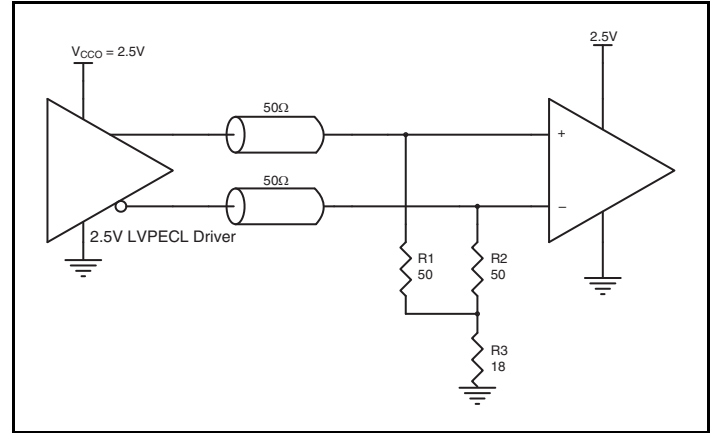 V_CCO = 2.5V
2.5V
50Ω
+
50Ω
–
2.5V LVPECL Driver
R1
50
R2
50
R3
18